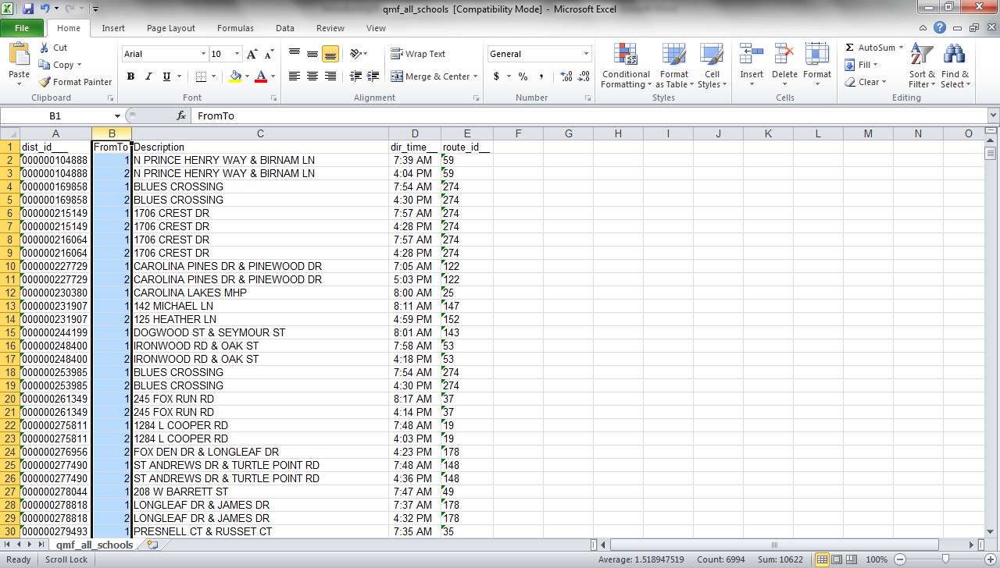 qmf_all_schools [Compatibility Mode] - Microsoft Excel
File Home Insert Page Layout Formulas Data Review View
Paste Cut Copy Format Painter Clipboard
Arial 10 A A B I U A Font
Wrap Text Merge & Center Alignment
General $ % , .00 .0 Number
Conditional Formatting Format as Table Cell Styles Styles
Insert Delete Format Cells
Σ AutoSum Fill Clear Sort & Filter Find & Select Editing
B1 fx FromTo
A B C D E F G H I J K L M N O
1 dist_id___ FromTo Description dir_time__ route_id__
2 000000104888 1 N PRINCE HENRY WAY & BIRNAM LN 7:39 AM 59
3 000000104888 2 N PRINCE HENRY WAY & BIRNAM LN 4:04 PM 59
4 000000169858 1 BLUES CROSSING 7:54 AM 274
5 000000169858 2 BLUES CROSSING 4:30 PM 274
6 000000215149 1 1706 CREST DR 7:57 AM 274
7 000000215149 2 1706 CREST DR 4:28 PM 274
8 000000216064 1 1706 CREST DR 7:57 AM 274
9 000000216064 2 1706 CREST DR 4:28 PM 274
10 000000227729 1 CAROLINA PINES DR & PINEWOOD DR 7:05 AM 122
11 000000227729 2 CAROLINA PINES DR & PINEWOOD DR 5:03 PM 122
12 000000230380 1 CAROLINA LAKES MHP 8:00 AM 25
13 000000231907 1 142 MICHAEL LN 8:11 AM 147
14 000000231907 2 125 HEATHER LN 4:59 PM 152
15 000000244199 1 DOGWOOD ST & SEYMOUR ST 8:01 AM 143
16 000000248400 1 IRONWOOD RD & OAK ST 7:58 AM 53
17 000000248400 2 IRONWOOD RD & OAK ST 4:18 PM 53
18 000000253985 1 BLUES CROSSING 7:54 AM 274
19 000000253985 2 BLUES CROSSING 4:30 PM 274
20 000000261349 1 245 FOX RUN RD 8:17 AM 37
21 000000261349 2 245 FOX RUN RD 4:14 PM 37
22 000000275811 1 1284 L COOPER RD 7:48 AM 19
23 000000275811 2 1284 L COOPER RD 4:03 PM 19
24 000000276956 2 FOX DEN DR & LONGLEAF DR 4:23 PM 178
25 000000277490 1 ST ANDREWS DR & TURTLE POINT RD 7:48 AM 148
26 000000277490 2 ST ANDREWS DR & TURTLE POINT RD 4:36 PM 148
27 000000278044 1 208 W BARRETT ST 7:47 AM 49
28 000000278818 1 LONGLEAF DR & JAMES DR 7:37 AM 178
29 000000278818 2 LONGLEAF DR & JAMES DR 4:32 PM 178
30 000000279493 1 PRESNELL CT & RUSSET CT 7:35 AM 35
qmf_all_schools
Ready Scroll Lock Average: 1.518947519 Count: 6994 Sum: 10622 100%